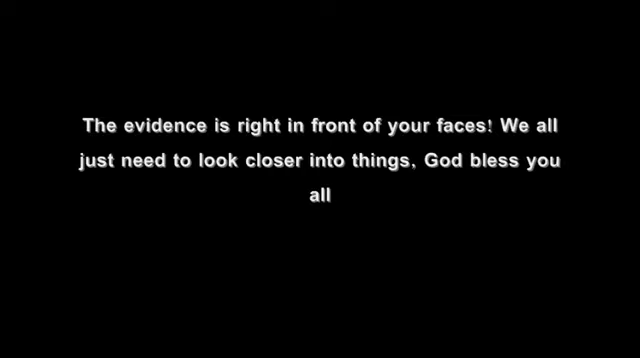 The evidence is right in front of your faces! We all
just need to look closer into things. God bless you
all